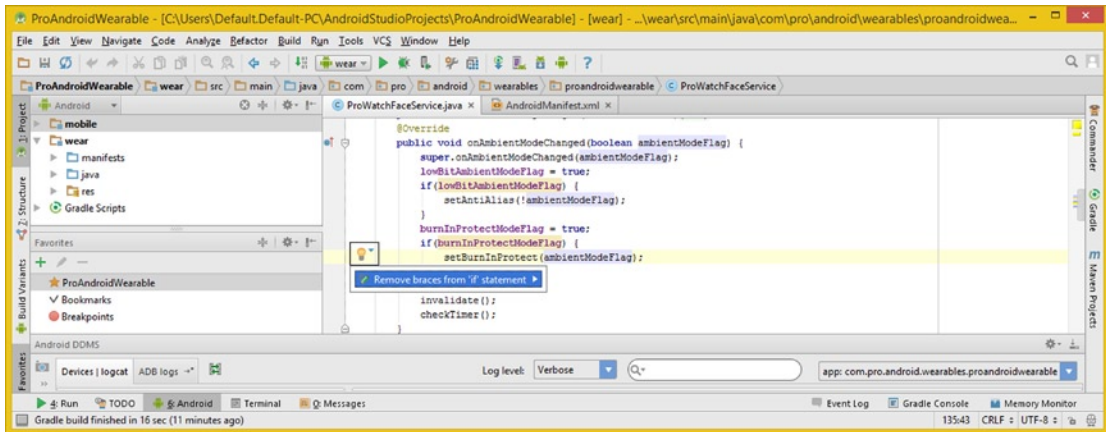 ProAndroidWearable - [C:\Users\Default.Default-PC\AndroidStudioProjects\ProAndroidWearable] - [wear] - ...\wear\src\main\java\com\pro\android\wearables\proandroidwea...
File Edit View Navigate Code Analyze Refactor Build Run Tools VCS Window Help
wear
ProAndroidWearable wear src main java com pro android wearables proandroidwearable ProWatchFaceService.java
Android
ProWatchFaceService.java AndroidManifest.xml
1: Project
7: Structure
Build Variants
Favorites
mobile
wear
manifests
java
res
Gradle Scripts
Favorites
ProAndroidWearable
Bookmarks
Breakpoints
@Override
public void onAmbientModeChanged(boolean ambientModeFlag) {
super.onAmbientModeChanged(ambientModeFlag);
lowBitAmbientModeFlag = true;
if(lowBitAmbientModeFlag) {
setAntiAlias(!ambientModeFlag);
}
burnInProtectModeFlag = true;
if(burnInProtectModeFlag) {
setBurnInProtect(ambientModeFlag);
Remove braces from 'if' statement
invalidate();
checkTimer();
}
Commander
Gradle
Maven Projects
Android DDMS
Devices | logcat ADB logs Log level: Verbose app: com.pro.android.wearables.proandroidwearable
4: Run TODO 6: Android Terminal 0: Messages Event Log Gradle Console Memory Monitor
Gradle build finished in 16 sec (11 minutes ago) 135:43 CRLF UTF-8